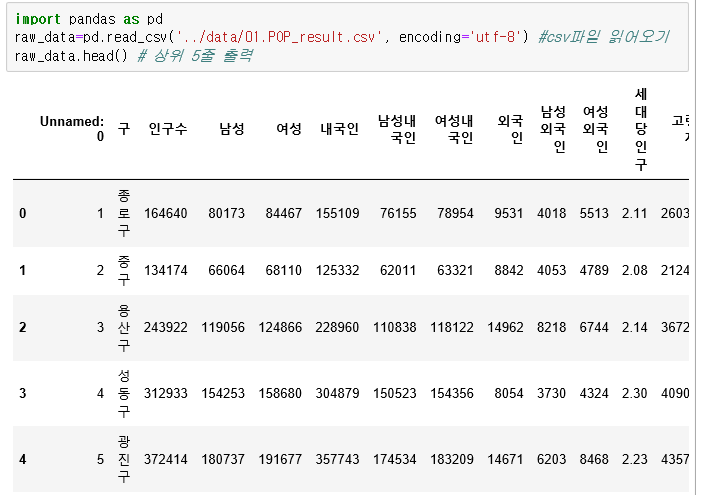 import pandas as pd
raw_data=pd.read_csv('../data/01.POP_result.csv', encoding='utf-8') #csv파일 읽어오기
raw_data.head() # 상위 5줄 출력
Unnamed: 0 구 인구수 남성 여성 내국인 남성내국인 여성내국인 외국인 남성외국인 여성외국인 세대당인구
0 1 종로구 164640 80173 84467 155109 76155 78954 9531 4018 5513 2.11 2603
1 2 중구 134174 66064 68110 125332 62011 63321 8842 4053 4789 2.08 2124
2 3 용산구 243922 119056 124866 228960 110838 118122 14962 8218 6744 2.14 3672
3 4 성동구 312933 154253 158680 304879 150523 154356 8054 3730 4324 2.30 4090
4 5 광진구 372414 180737 191677 357743 174534 183209 14671 6203 8468 2.23 4357